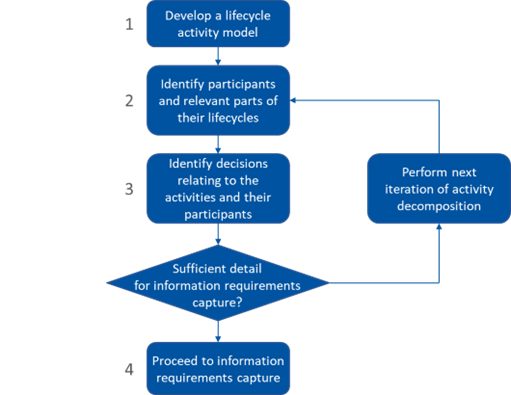 1
Develop a lifecycle
activity model
2
Identify participants
and relevant parts of
their lifecycles
3
Identify decisions
relating to the
activities and their
participants
Perform next
iteration of activity
decomposition
Sufficient detail
for information requirements
capture?
4
Proceed to information
requirements capture